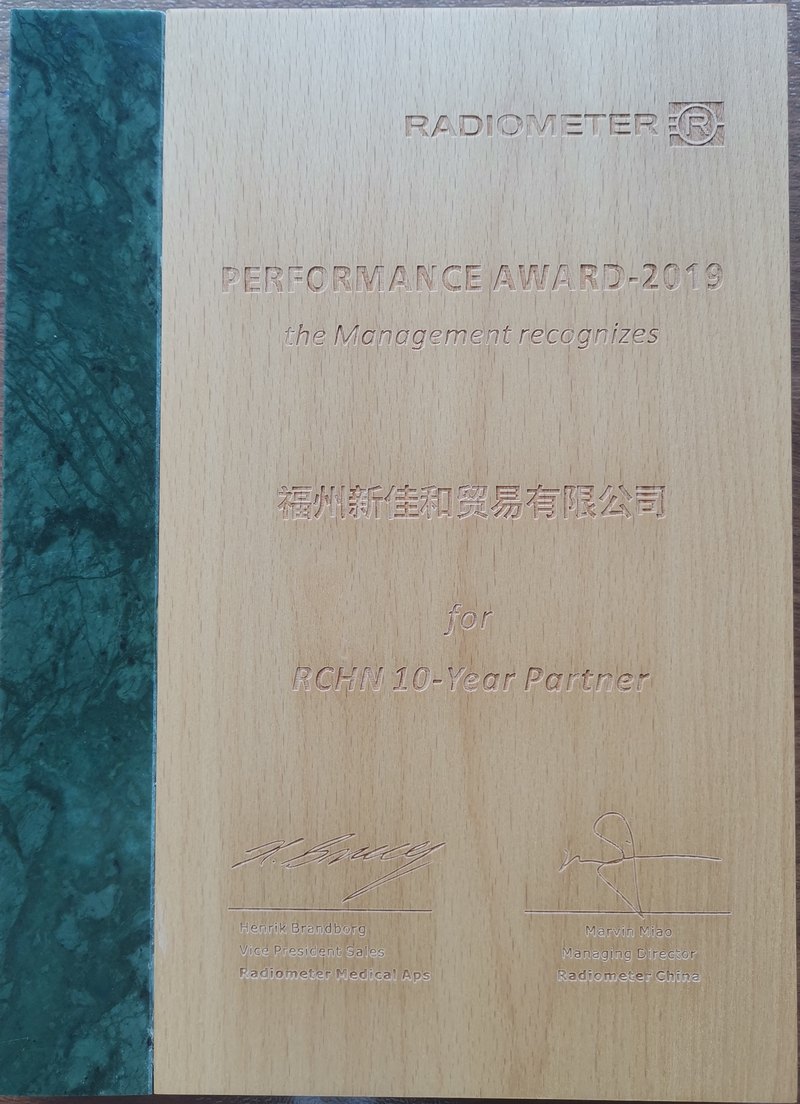 RADIOMETER R
PERFORMANCE AWARD-2019
the Management recognizes
福州新佳和贸易有限公司
for
RCHN 10-Year Partner
Henrik Brandborg
Vice President Sales
Radiometer Medical Aps
Marvin Miao
Managing Director
Radiometer China